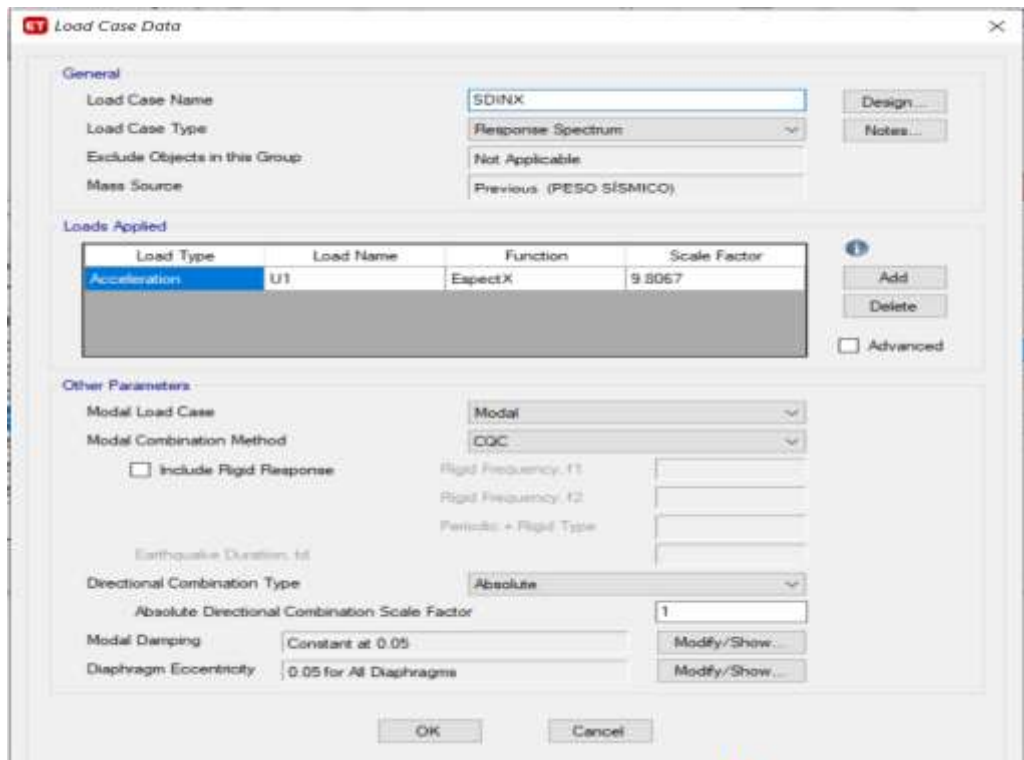 ET Load Case Data
General
Load Case Name SDINX Design...
Load Case Type Response Spectrum Notes...
Exclude Objects in this Group Not Applicable
Mass Source Previous (PESO SÍSMICO)
Loads Applied
Load Type Load Name Function Scale Factor
Acceleration U1 EspectX 9.8067
Add
Delete
Advanced
Other Parameters
Modal Load Case Modal
Modal Combination Method CQC
Include Rigid Response Rigid Frequency, f1
Rigid Frequency, f2
Periodic + Rigid Type
Earthquake Duration, td
Directional Combination Type Absolute
Absolute Directional Combination Scale Factor 1
Modal Damping Constant at 0.05 Modify/Show...
Diaphragm Eccentricity 0.05 for All Diaphragms Modify/Show...
OK Cancel